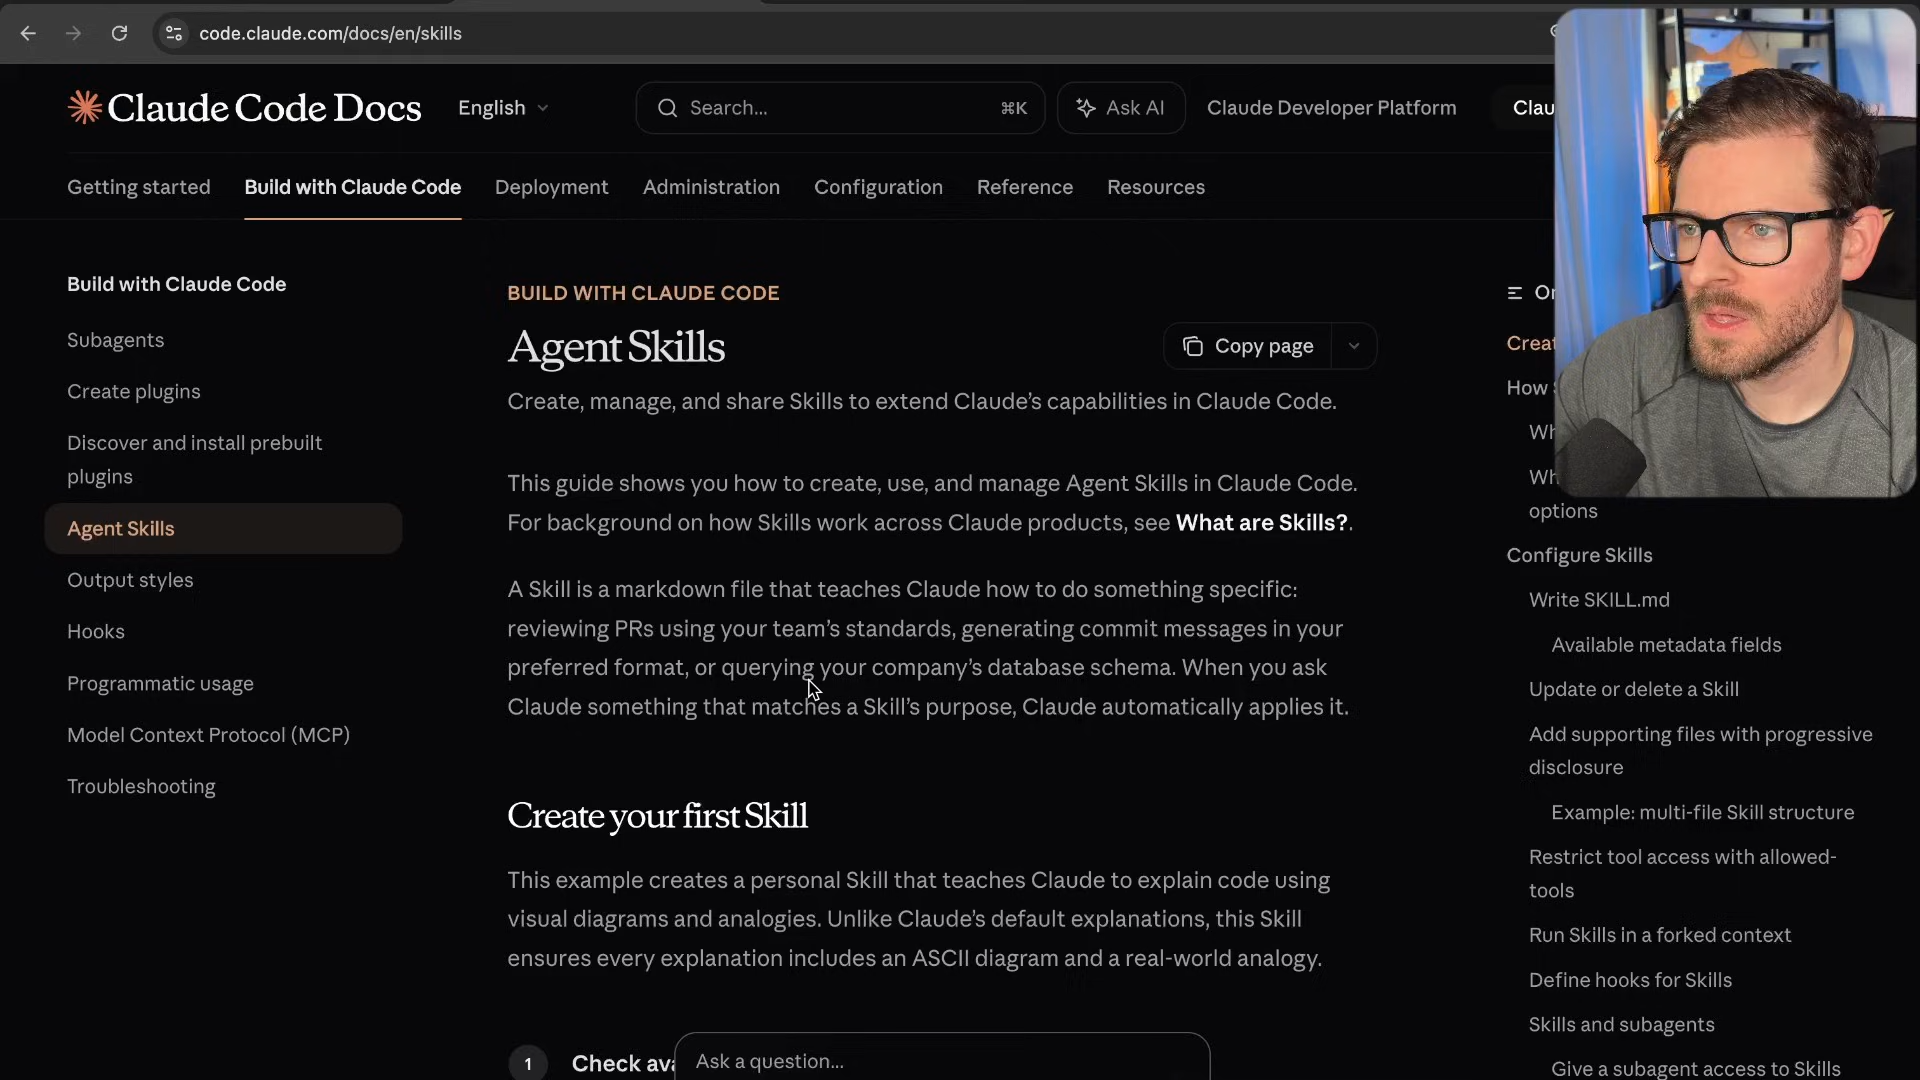 code.claude.com/docs/en/skills
Claude Code Docs
English
Search...
⌘K
Ask AI
Claude Developer Platform
Getting started
Build with Claude Code
Deployment
Administration
Configuration
Reference
Resources
Build with Claude Code
Subagents
Create plugins
Discover and install prebuilt
plugins
Agent Skills
Output styles
Hooks
Programmatic usage
Model Context Protocol (MCP)
Troubleshooting
BUILD WITH CLAUDE CODE
Agent Skills
Copy page
Create, manage, and share Skills to extend Claude’s capabilities in Claude Code.
This guide shows you how to create, use, and manage Agent Skills in Claude Code.
For background on how Skills work across Claude products, see What are Skills?.
A Skill is a markdown file that teaches Claude how to do something specific:
reviewing PRs using your team’s standards, generating commit messages in your
preferred format, or querying your company’s database schema. When you ask
Claude something that matches a Skill’s purpose, Claude automatically applies it.
Create your first Skill
This example creates a personal Skill that teaches Claude to explain code using
visual diagrams and analogies. Unlike Claude’s default explanations, this Skill
ensures every explanation includes an ASCII diagram and a real-world analogy.
1
Check
Ask a question...
How
options
Configure Skills
Write SKILL.md
Available metadata fields
Update or delete a Skill
Add supporting files with progressive
disclosure
Example: multi-file Skill structure
Restrict tool access with allowed-
tools
Run Skills in a forked context
Define hooks for Skills
Skills and subagents
Give a subagent access to Skills